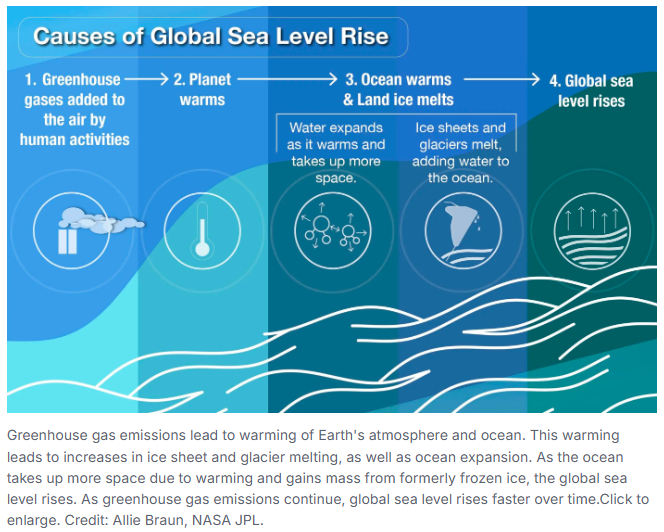 Causes of Global Sea Level Rise
1. Greenhouse
gases added to
the air by
human activities
2. Planet
warms
3. Ocean warms
& Land ice melts
Water expands
as it warms and
takes up more
space.
Ice sheets and
glaciers melt,
adding water to
the ocean.
4. Global sea
level rises
Greenhouse gas emissions lead to warming of Earth's atmosphere and ocean. This warming
leads to increases in ice sheet and glacier melting, as well as ocean expansion. As the ocean
takes up more space due to warming and gains mass from formerly frozen ice, the global sea
level rises. As greenhouse gas emissions continue, global sea level rises faster over time.Click to
enlarge. Credit: Allie Braun, NASA JPL.